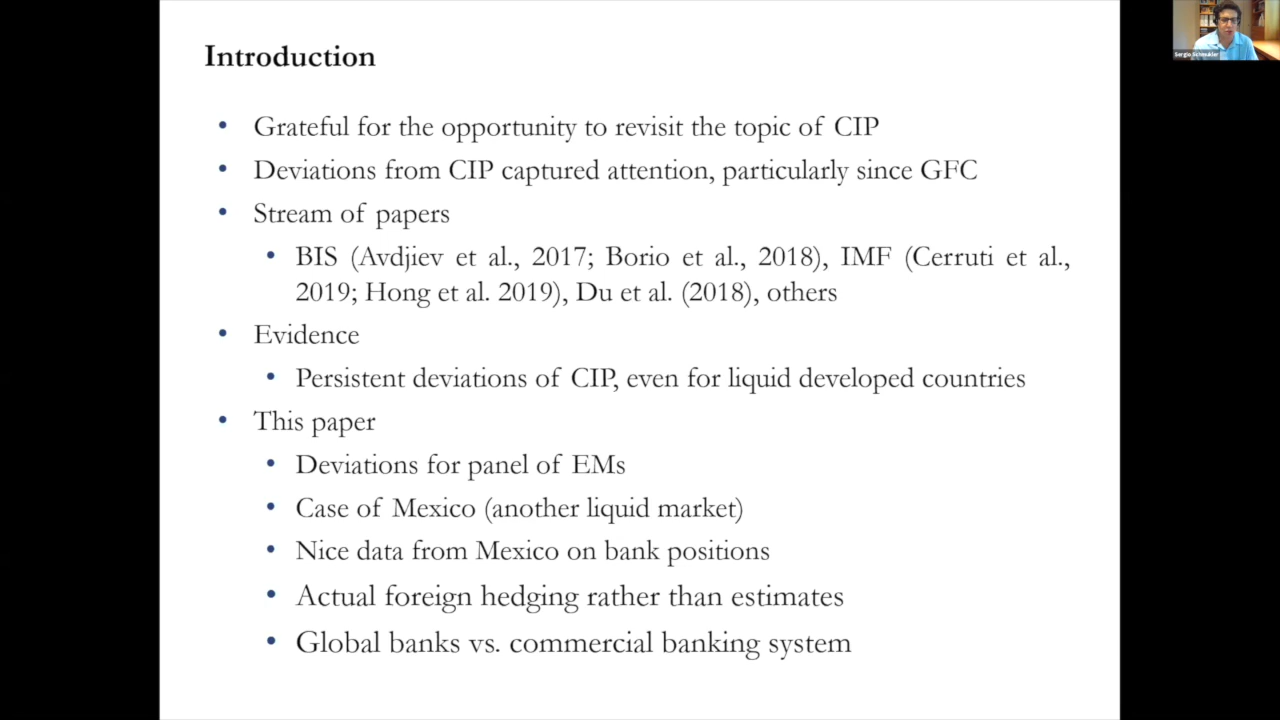 Introduction
• Grateful for the opportunity to revisit the topic of CIP
• Deviations from CIP captured attention, particularly since GFC
• Stream of papers
• BIS (Avdjiev et al., 2017; Borio et al., 2018), IMF (Cerruti et al.,
2019; Hong et al. 2019), Du et al. (2018), others
• Evidence
• Persistent deviations of CIP, even for liquid developed countries
• This paper
• Deviations for panel of EMs
• Case of Mexico (another liquid market)
• Nice data from Mexico on bank positions
• Actual foreign hedging rather than estimates
• Global banks vs. commercial banking system
Sergio Schmukler